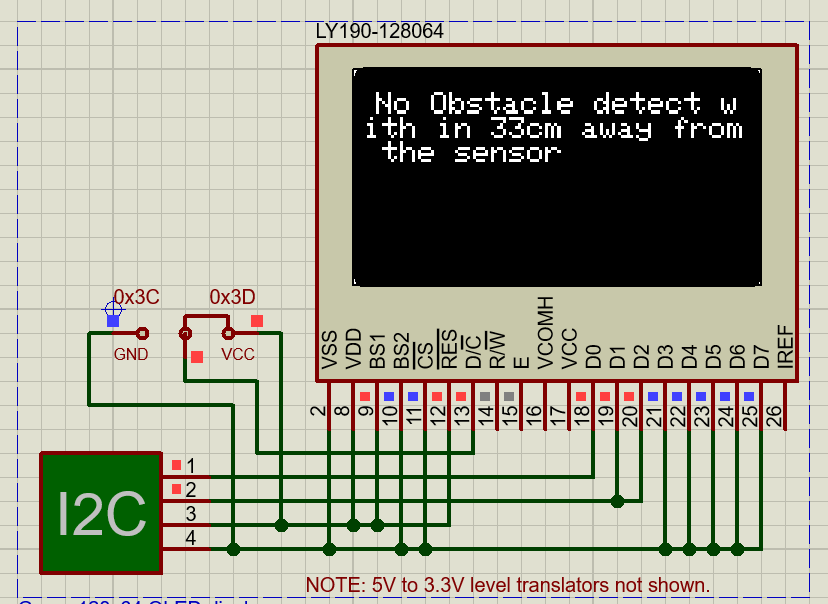 LY190-128064
No Obstacle detect w
ith in 33cm away from
the sensor
0x3C
0x3D
GND
VCC
VSS
VDD
BS1
BS2
CS
RES
D/C
R/W
E
VCOMH
VCC
D0
D1
D2
D3
D4
D5
D6
D7
IREF
2
8
9
10
11
12
13
14
15
16
17
18
19
20
21
22
23
24
25
26
I2C
1
2
3
4
NOTE: 5V to 3.3V level translators not shown.